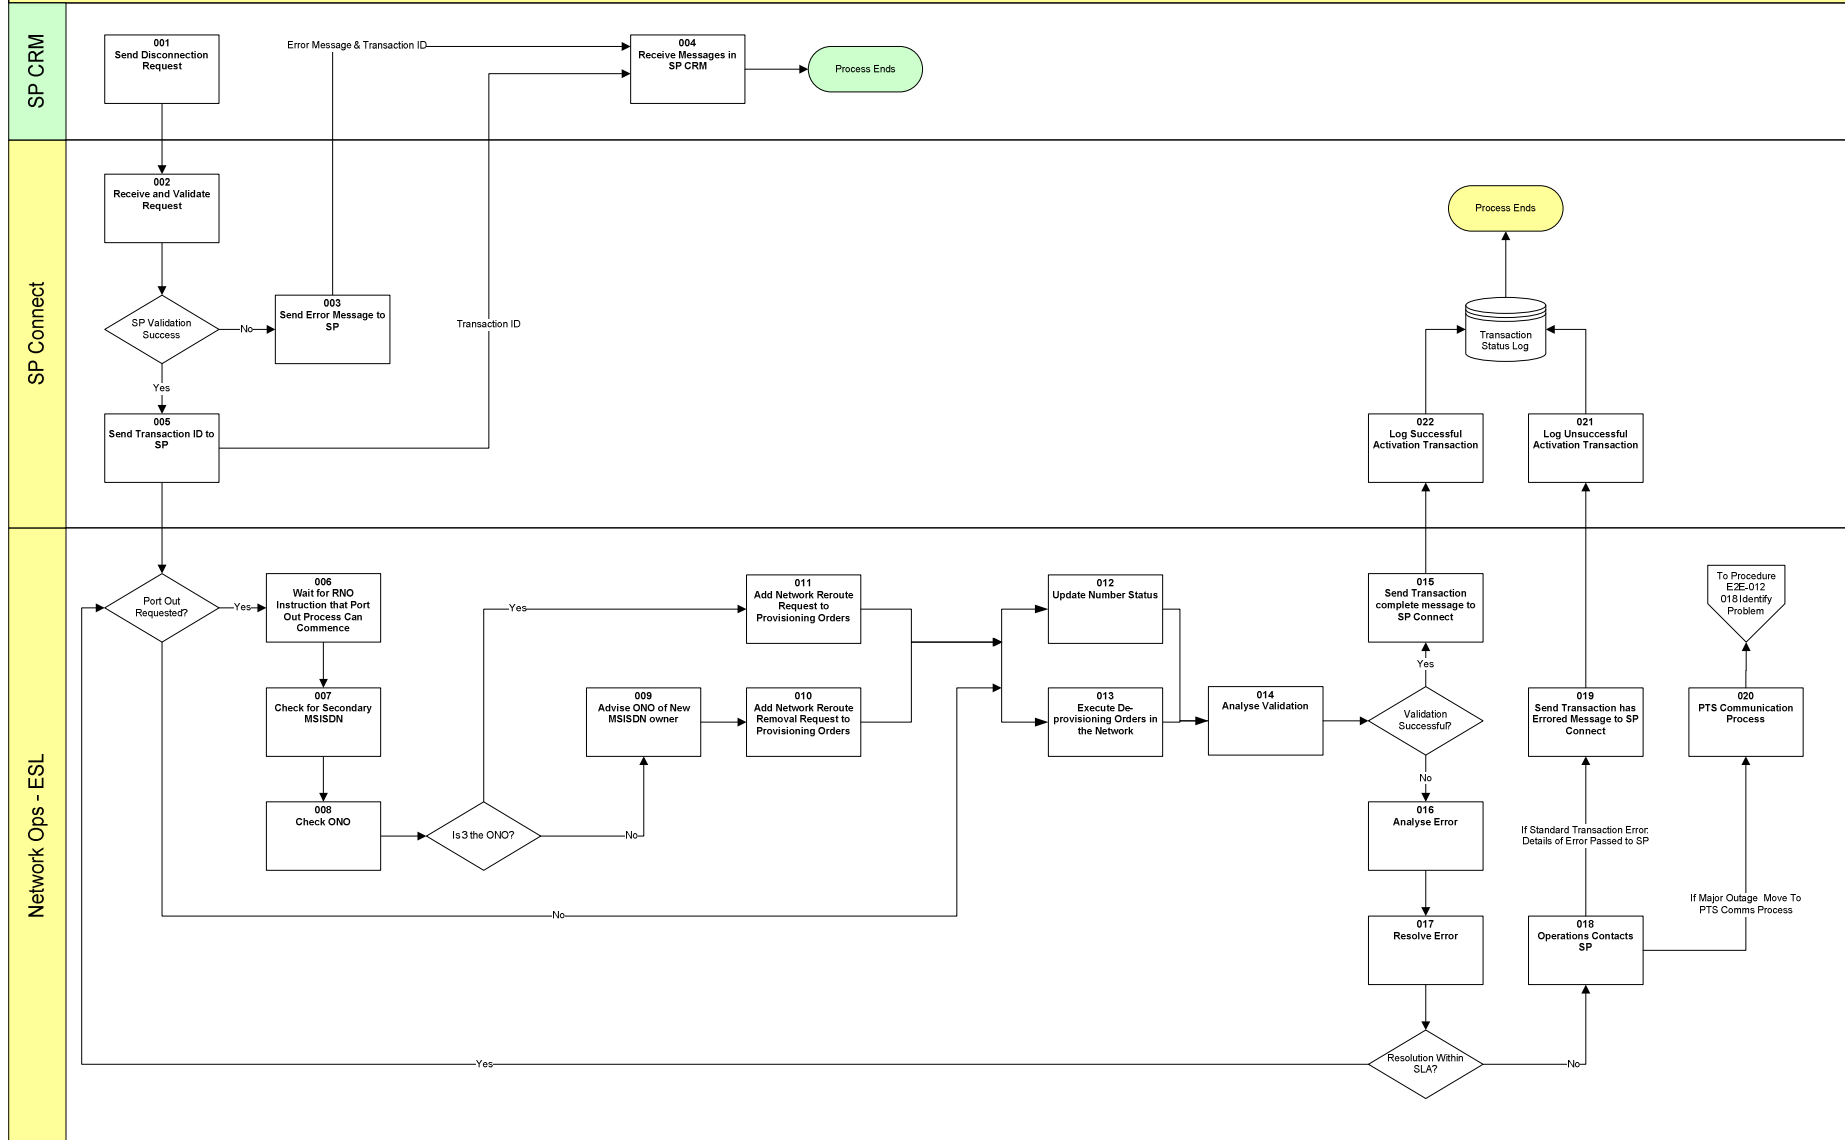 SP CRM
001
Send Disconnection
Request
Error Message & Transaction ID
004
Receive Messages in
SP CRM
Process Ends
SP Connect
002
Receive and Validate
Request
SP Validation
Success
No
003
Send Error Message to
SP
Transaction ID
Yes
005
Send Transaction ID to
SP
Process Ends
Transaction
Status Log
022
Log Successful
Activation Transaction
021
Log Unsuccessful
Activation Transaction
Network Ops - ESL
Port Out
Requested?
Yes
006
Wait for RNO
Instruction that Port
Out Process Can
Commence
007
Check for Secondary
MSISDN
008
Check ONO
Is 3 the ONO?
Yes
No
009
Advise ONO of New
MSISDN owner
011
Add Network Reroute
Request to
Provisioning Orders
010
Add Network Reroute
Removal Request to
Provisioning Orders
No
012
Update Number Status
013
Execute De-
provisioning Orders in
the Network
014
Analyse Validation
015
Send Transaction
complete message to
SP Connect
Yes
Validation
Successful?
No
016
Analyse Error
017
Resolve Error
Resolution Within
SLA?
Yes
No
018
Operations Contacts
SP
If Standard Transaction Error:
Details of Error Passed to SP
019
Send Transaction has
Errored Message to SP
Connect
If Major Outage Move To
PTS Comms Process
020
PTS Communication
Process
To Procedure
E2E-012
018 Identify
Problem